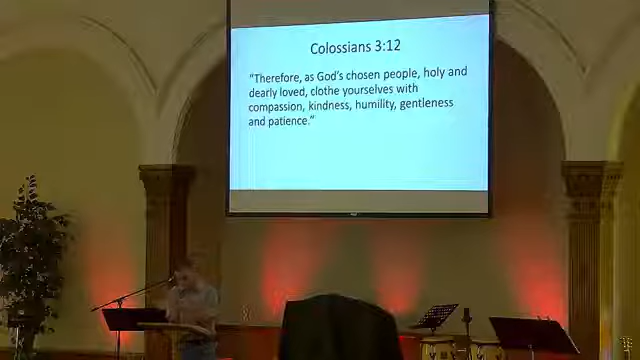 Colossians 3:12
“Therefore, as God’s chosen people, holy and
dearly loved, clothe yourselves with
compassion, kindness, humility, gentleness
and patience.”